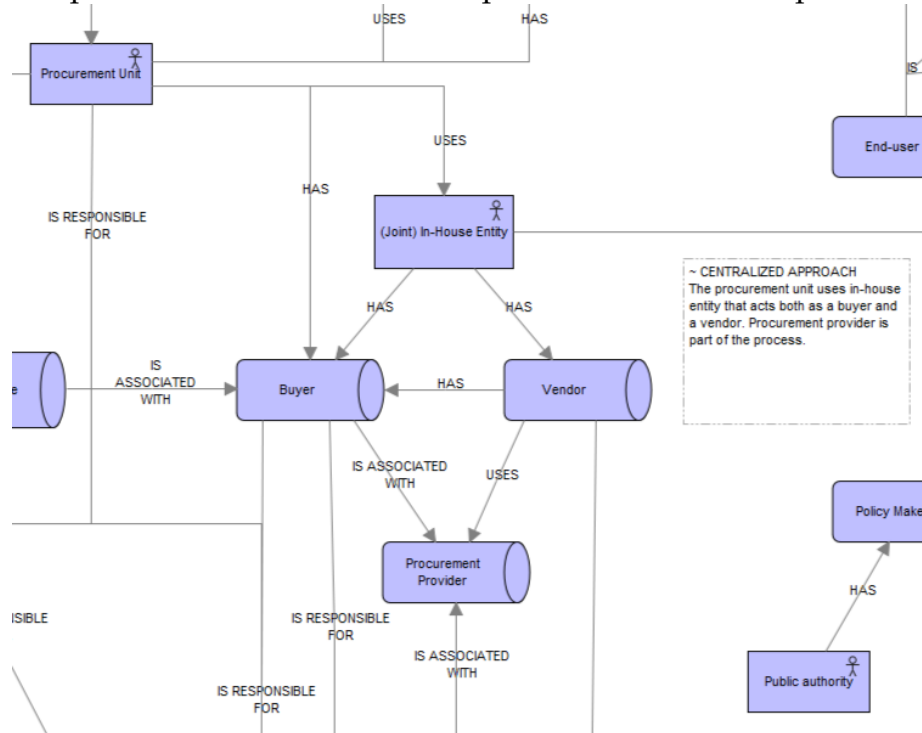 USES
HAS
Procurement Unit
IS
USES
End-user
HAS
IS RESPONSIBLE
FOR
(Joint) In-House Entity
~ CENTRALIZED APPROACH
The procurement unit uses in-house
entity that acts both as a buyer and
a vendor. Procurement provider is
part of the process.
HAS
HAS
IS
ASSOCIATED
WITH
e
Buyer
HAS
Vendor
IS ASSOCIATED
WITH
USES
Policy Make
Procurement
Provider
HAS
ISIBLE
IS RESPONSIBLE
FOR
IS ASSOCIATED
WITH
Public authority
IS RESPONSIBLE
FOR